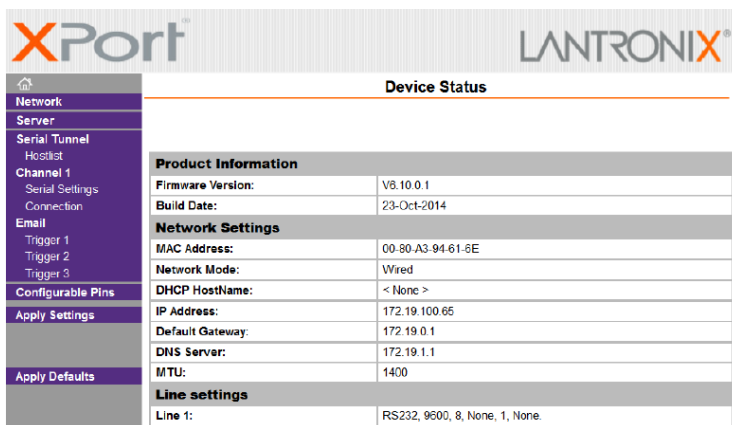 XPort®
LANTRONIX®
Device Status
Network
Server
Serial Tunnel
Hostlist
Channel 1
Serial Settings
Connection
Email
Trigger 1
Trigger 2
Trigger 3
Configurable Pins
Apply Settings
Apply Defaults
Product Information
Firmware Version: V6.10.0.1
Build Date: 23-Oct-2014
Network Settings
MAC Address: 00-80-A3-94-61-6E
Network Mode: Wired
DHCP HostName: < None >
IP Address: 172.19.100.65
Default Gateway: 172.19.0.1
DNS Server: 172.19.1.1
MTU: 1400
Line settings
Line 1: RS232, 9600, 8, None, 1, None.